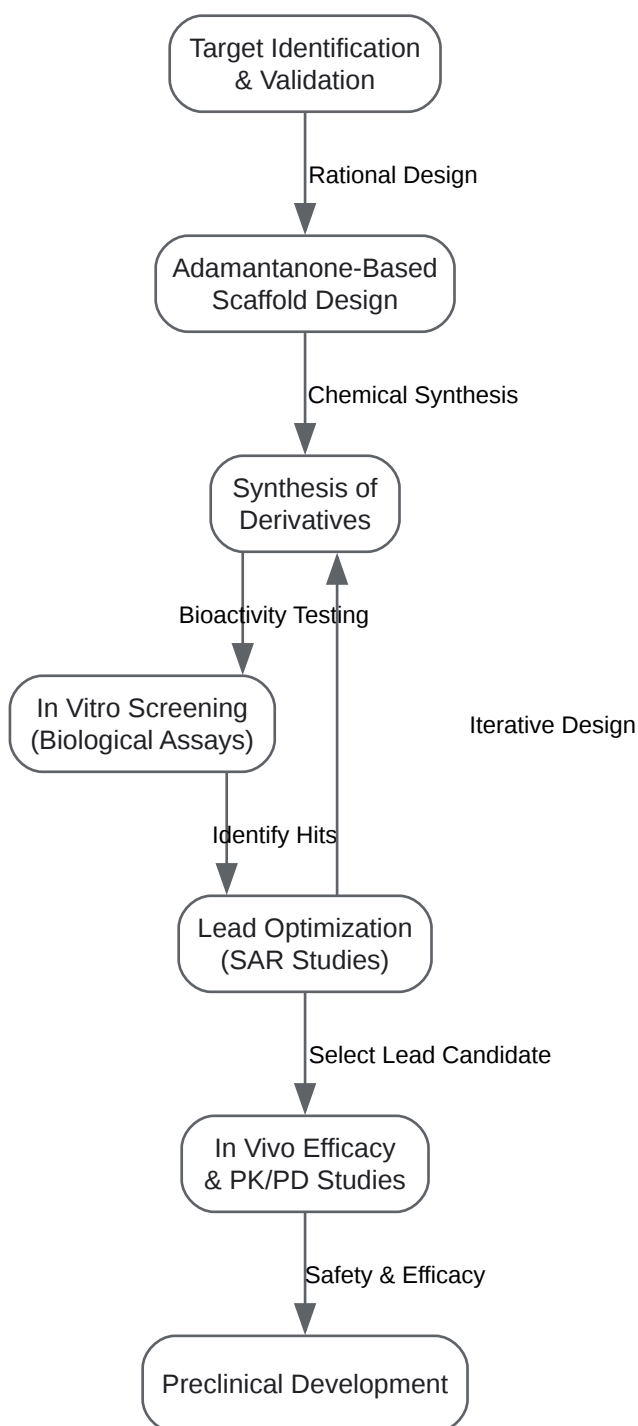 Target Identification
& Validation
Rational Design
Adamantanone-Based
Scaffold Design
Chemical Synthesis
Synthesis of
Derivatives
Bioactivity Testing
In Vitro Screening
(Biological Assays)
Iterative Design
Identify Hits
Lead Optimization
(SAR Studies)
Select Lead Candidate
In Vivo Efficacy
& PK/PD Studies
Safety & Efficacy
Preclinical Development